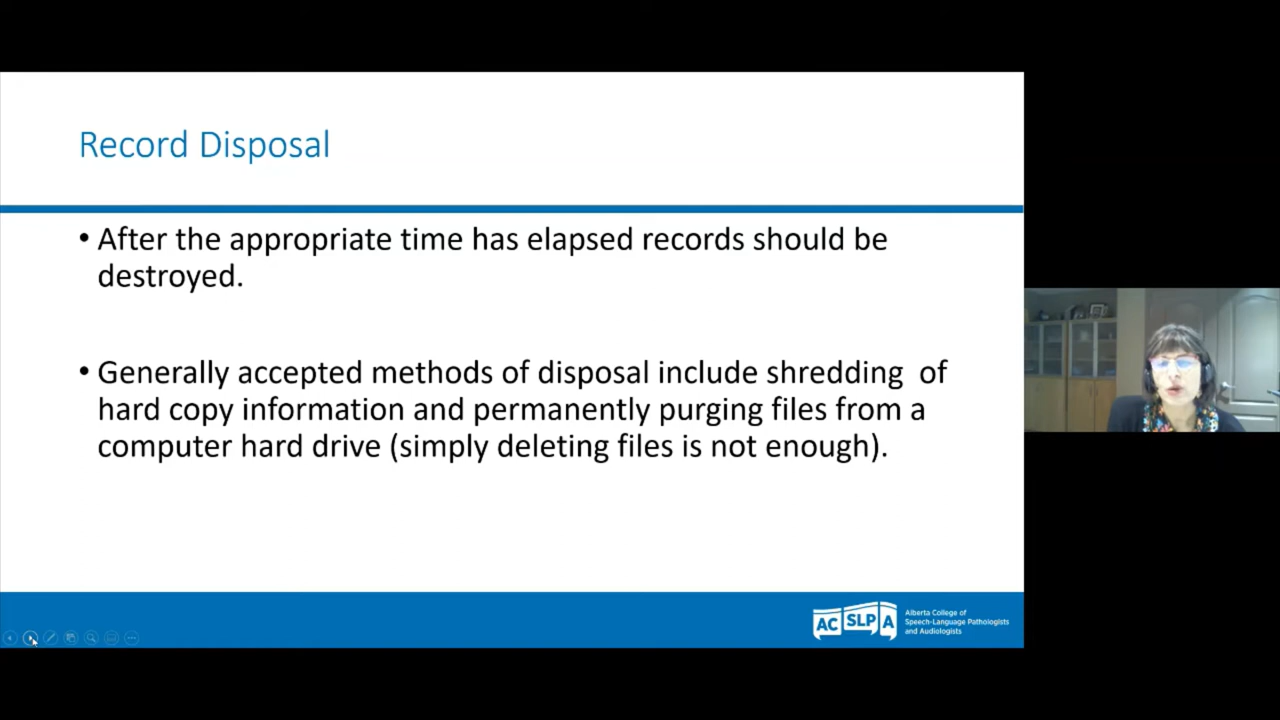 Record Disposal
• After the appropriate time has elapsed records should be
destroyed.
• Generally accepted methods of disposal include shredding  of
hard copy information and permanently purging files from a
computer hard drive (simply deleting files is not enough).
AC SLP A
Alberta College of
Speech-Language Pathologists
and Audiologists